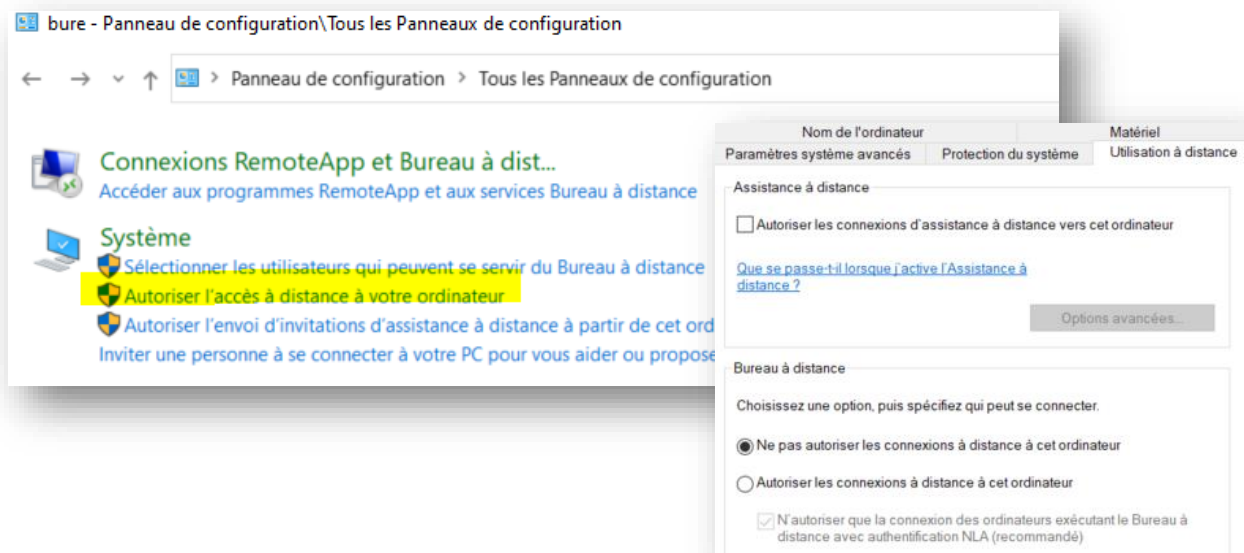 bure - Panneau de configuration\Tous les Panneaux de configuration
Panneau de configuration > Tous les Panneaux de configuration
Connexions RemoteApp et Bureau à dist...
Accéder aux programmes RemoteApp et aux services Bureau à distance
Système
Sélectionner les utilisateurs qui peuvent se servir du Bureau à distance
Autoriser l'accès à distance à votre ordinateur
Autoriser l'envoi d'invitations d'assistance à distance à partir de cet ord
Inviter une personne à se connecter à votre PC pour vous aider ou propose
Nom de l'ordinateur Matériel
Paramètres système avancés Protection du système Utilisation à distance
Assistance à distance
Autoriser les connexions d'assistance à distance vers cet ordinateur
Que se passe-t-il lorsque j'active l'Assistance à
distance ?
Options avancées...
Bureau à distance
Choisissez une option, puis spécifiez qui peut se connecter.
Ne pas autoriser les connexions à distance à cet ordinateur
Autoriser les connexions à distance à cet ordinateur
N'autoriser que la connexion des ordinateurs exécutant le Bureau à
distance avec authentification NLA (recommandé)